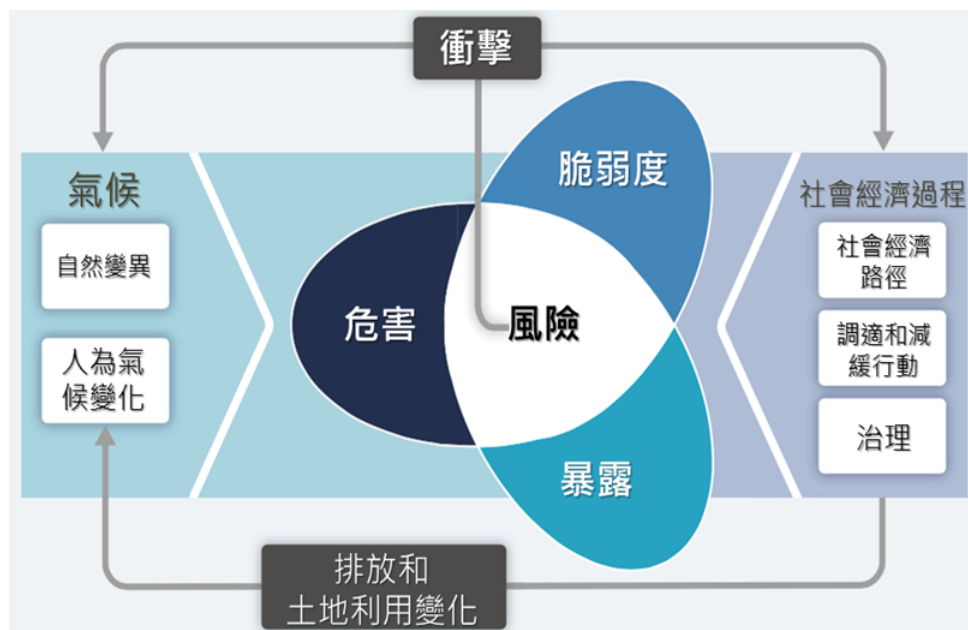 衝擊
脆弱度
氣候
自然變異
人為氣
候變化
危害
風險
暴露
社會經濟過程
社會經濟
路徑
調適和減
緩行動
治理
排放和
土地利用變化